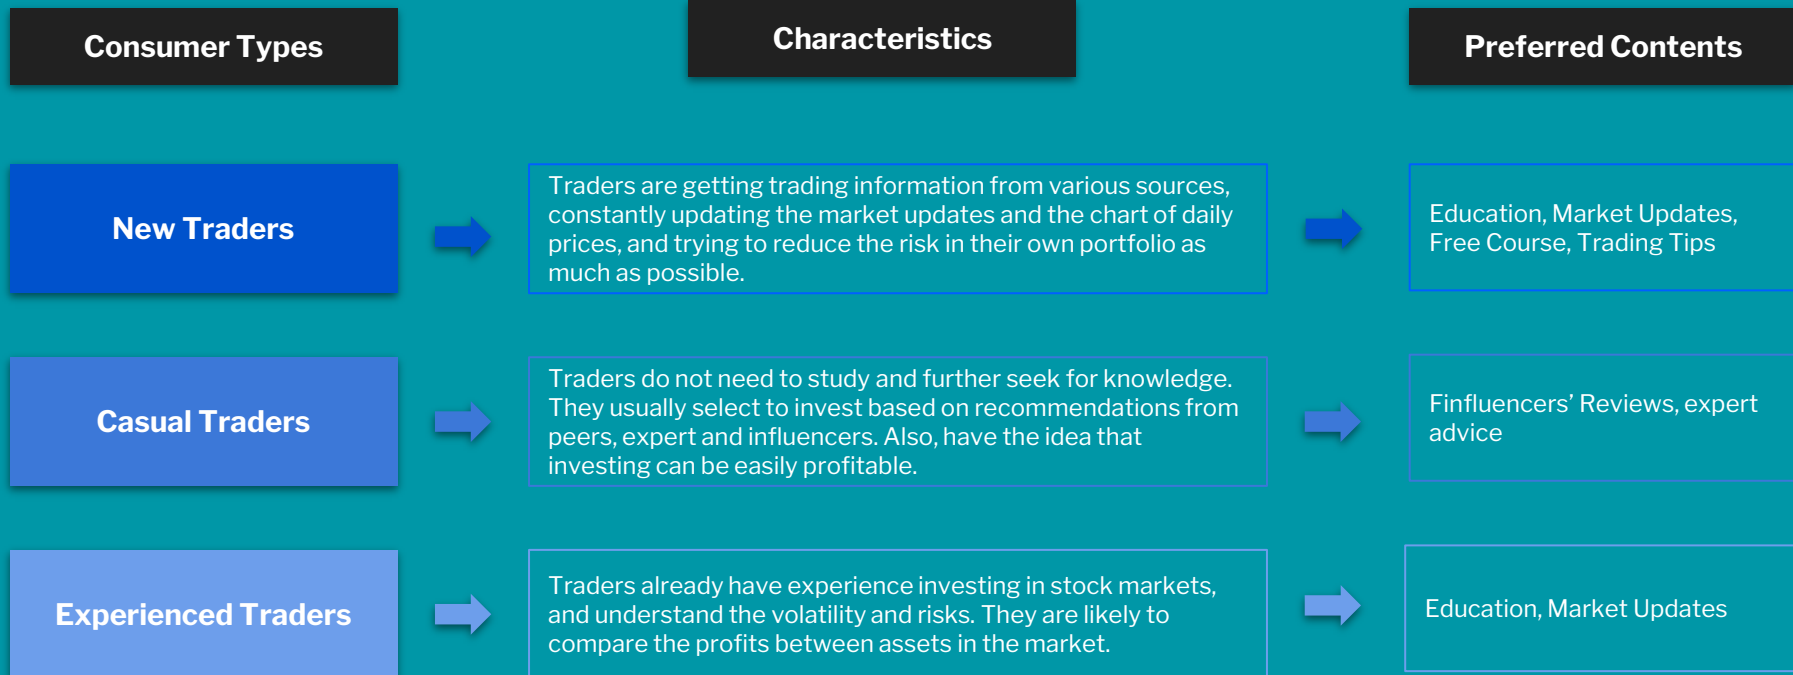 Consumer Types
Characteristics
Preferred Contents
New Traders
Traders are getting trading information from various sources,
constantly updating the market updates and the chart of daily
prices, and trying to reduce the risk in their own portfolio as
much as possible.
Education, Market Updates,
Free Course, Trading Tips
Casual Traders
Traders do not need to study and further seek for knowledge.
They usually select to invest based on recommendations from
peers, expert and influencers. Also, have the idea that
investing can be easily profitable.
Finfluencers’ Reviews, expert
advice
Experienced Traders
Traders already have experience investing in stock markets,
and understand the volatility and risks. They are likely to
compare the profits between assets in the market.
Education, Market Updates